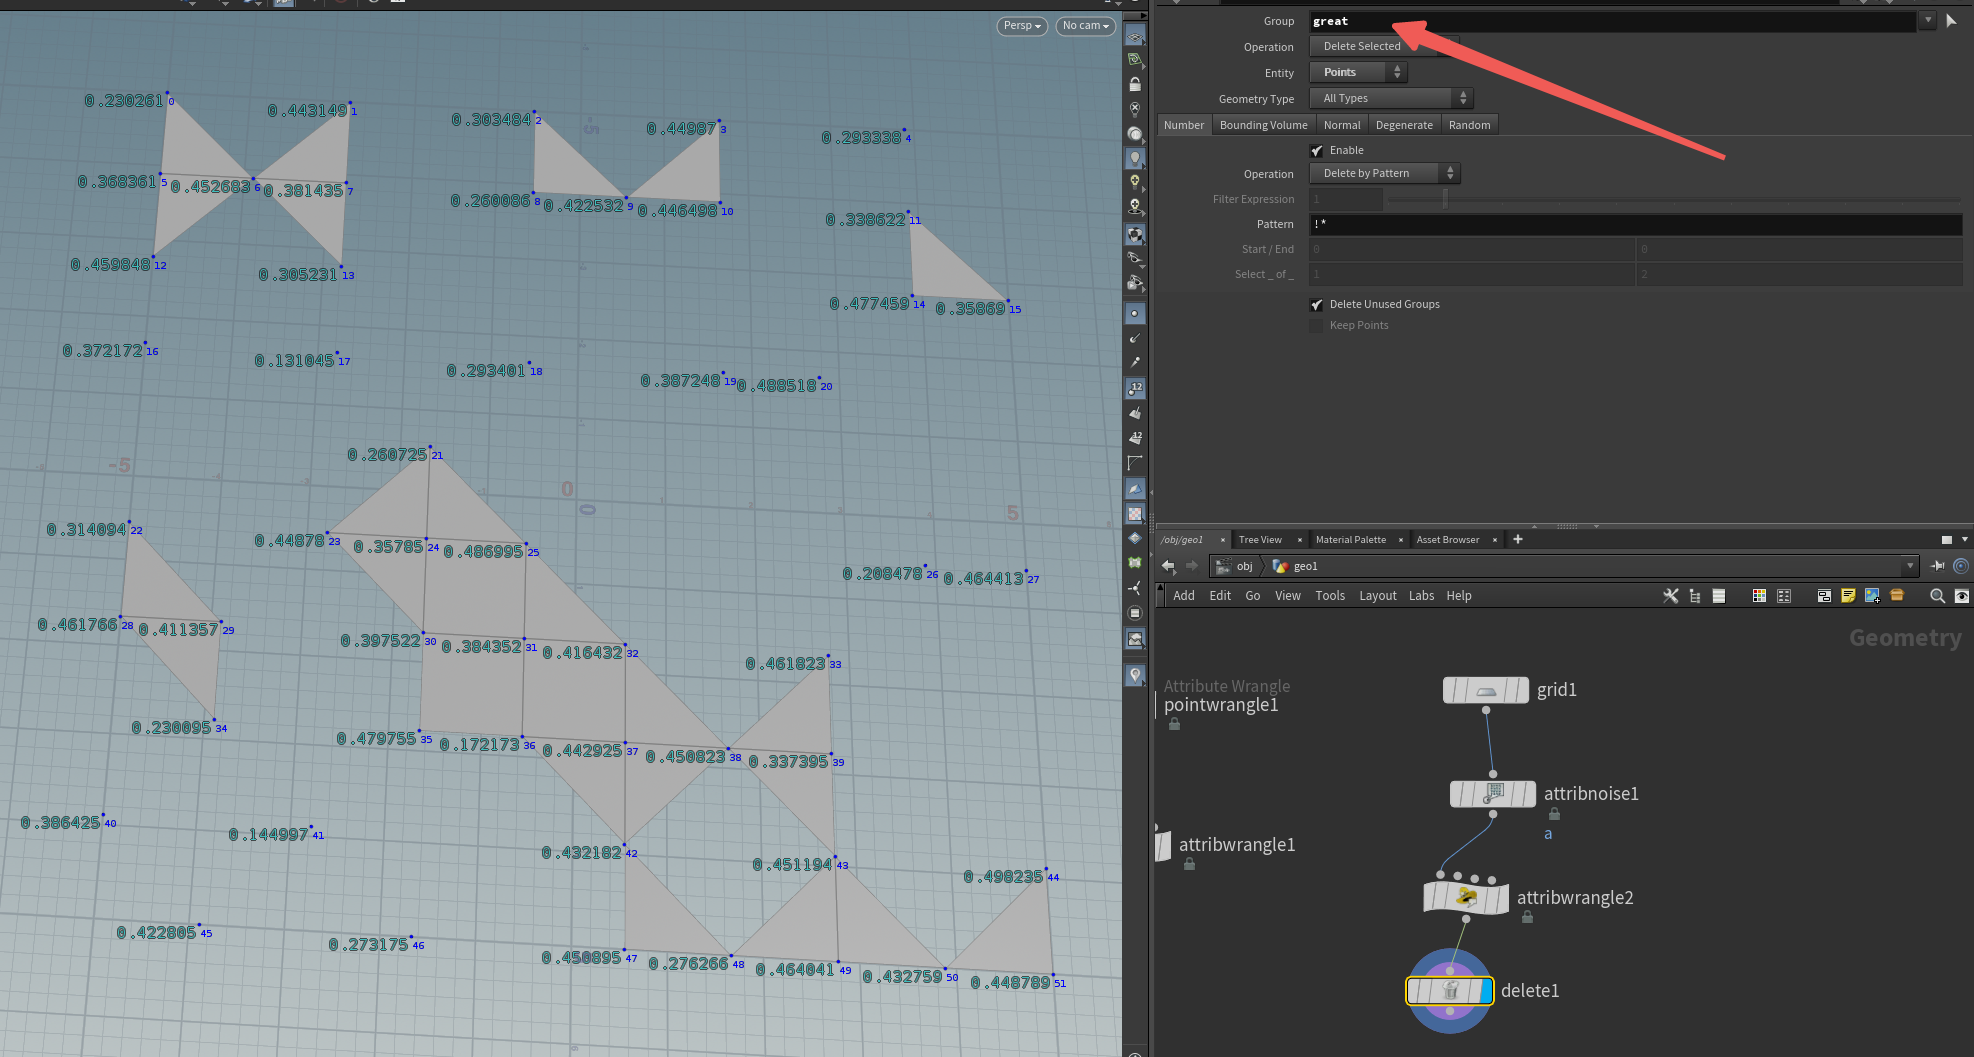 Persp
No cam
0.230261 0
0.443149 1
0.303484 2
0.44987 3
0.293338 4
0.368361 5
0.452683 6
0.381435 7
0.260086 8
0.422532 9
0.446498 10
0.338622 11
0.459848 12
0.305231 13
0.477459 14
0.35869 15
0.372172 16
0.131045 17
0.293401 18
0.387248 19
0.488518 20
0.260725 21
-5
0
0
5
-5
0.314094 22
0.44878 23
0.35785 24
0.486995 25
0.208478 26
0.464413 27
0.461766 28
0.411357 29
0.397522 30
0.384352 31
0.416432 32
0.461823 33
0.230095 34
0.479755 35
0.172173 36
0.442925 37
0.450823 38
0.337395 39
0.386425 40
0.144997 41
0.432182 42
0.451194 43
0.498235 44
0.422805 45
0.273175 46
0.450895 47
0.276266 48
0.464041 49
0.432759 50
0.448789 51
12
12
Group great
Operation Delete Selected
Entity Points
Geometry Type All Types
Number Bounding Volume Normal Degenerate Random
Enable
Operation Delete by Pattern
Filter Expression 1
Pattern !*
Start / End 0 0
Select _ of _ 1 2
Delete Unused Groups
Keep Points
/obj/geo1 × Tree View × Material Palette × Asset Browser × +
obj geo1
Add Edit Go View Tools Layout Labs Help
Geometry
grid1
Attribute Wrangle
pointwrangle1
attribnoise1
a
attribwrangle1
attribwrangle2
delete1